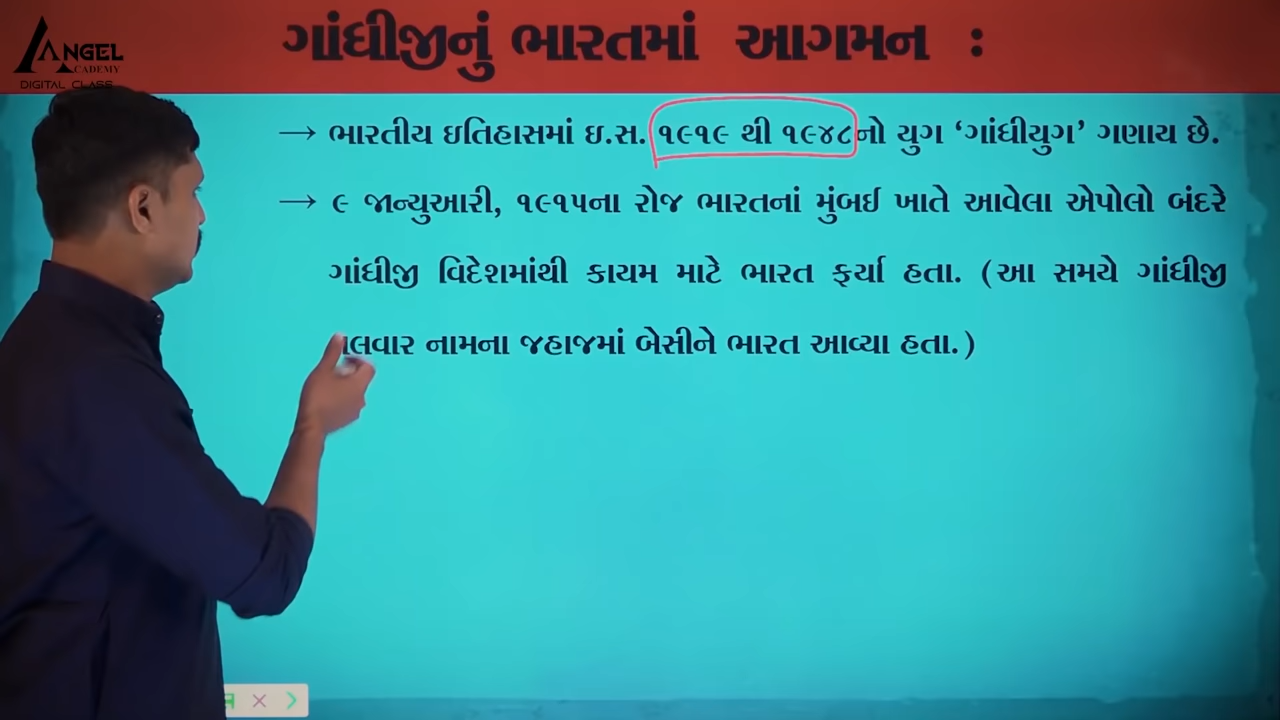 ANGEL
ACADEMY
DIGITAL CLASS
ગાંધીજીનું ભારતમાં આગમન :
→ ભારતીય ઇતિહાસમાં ઇ.સ. ૧૯૧૯ થી ૧૯૪૮નો યુગ ‘ગાંધીયુગ’ ગણાય છે.
→ ૯ જાન્યુઆરી, ૧૯૧૫ના રોજ ભારતનાં મુંબઈ ખાતે આવેલા એપોલો બંદરે
ગાંધીજી વિદેશમાંથી કાયમ માટે ભારત ફર્યા હતા. (આ સમયે ગાંધીજી
નામના જહાજમાં બેસીને ભારત આવ્યા હતા.)